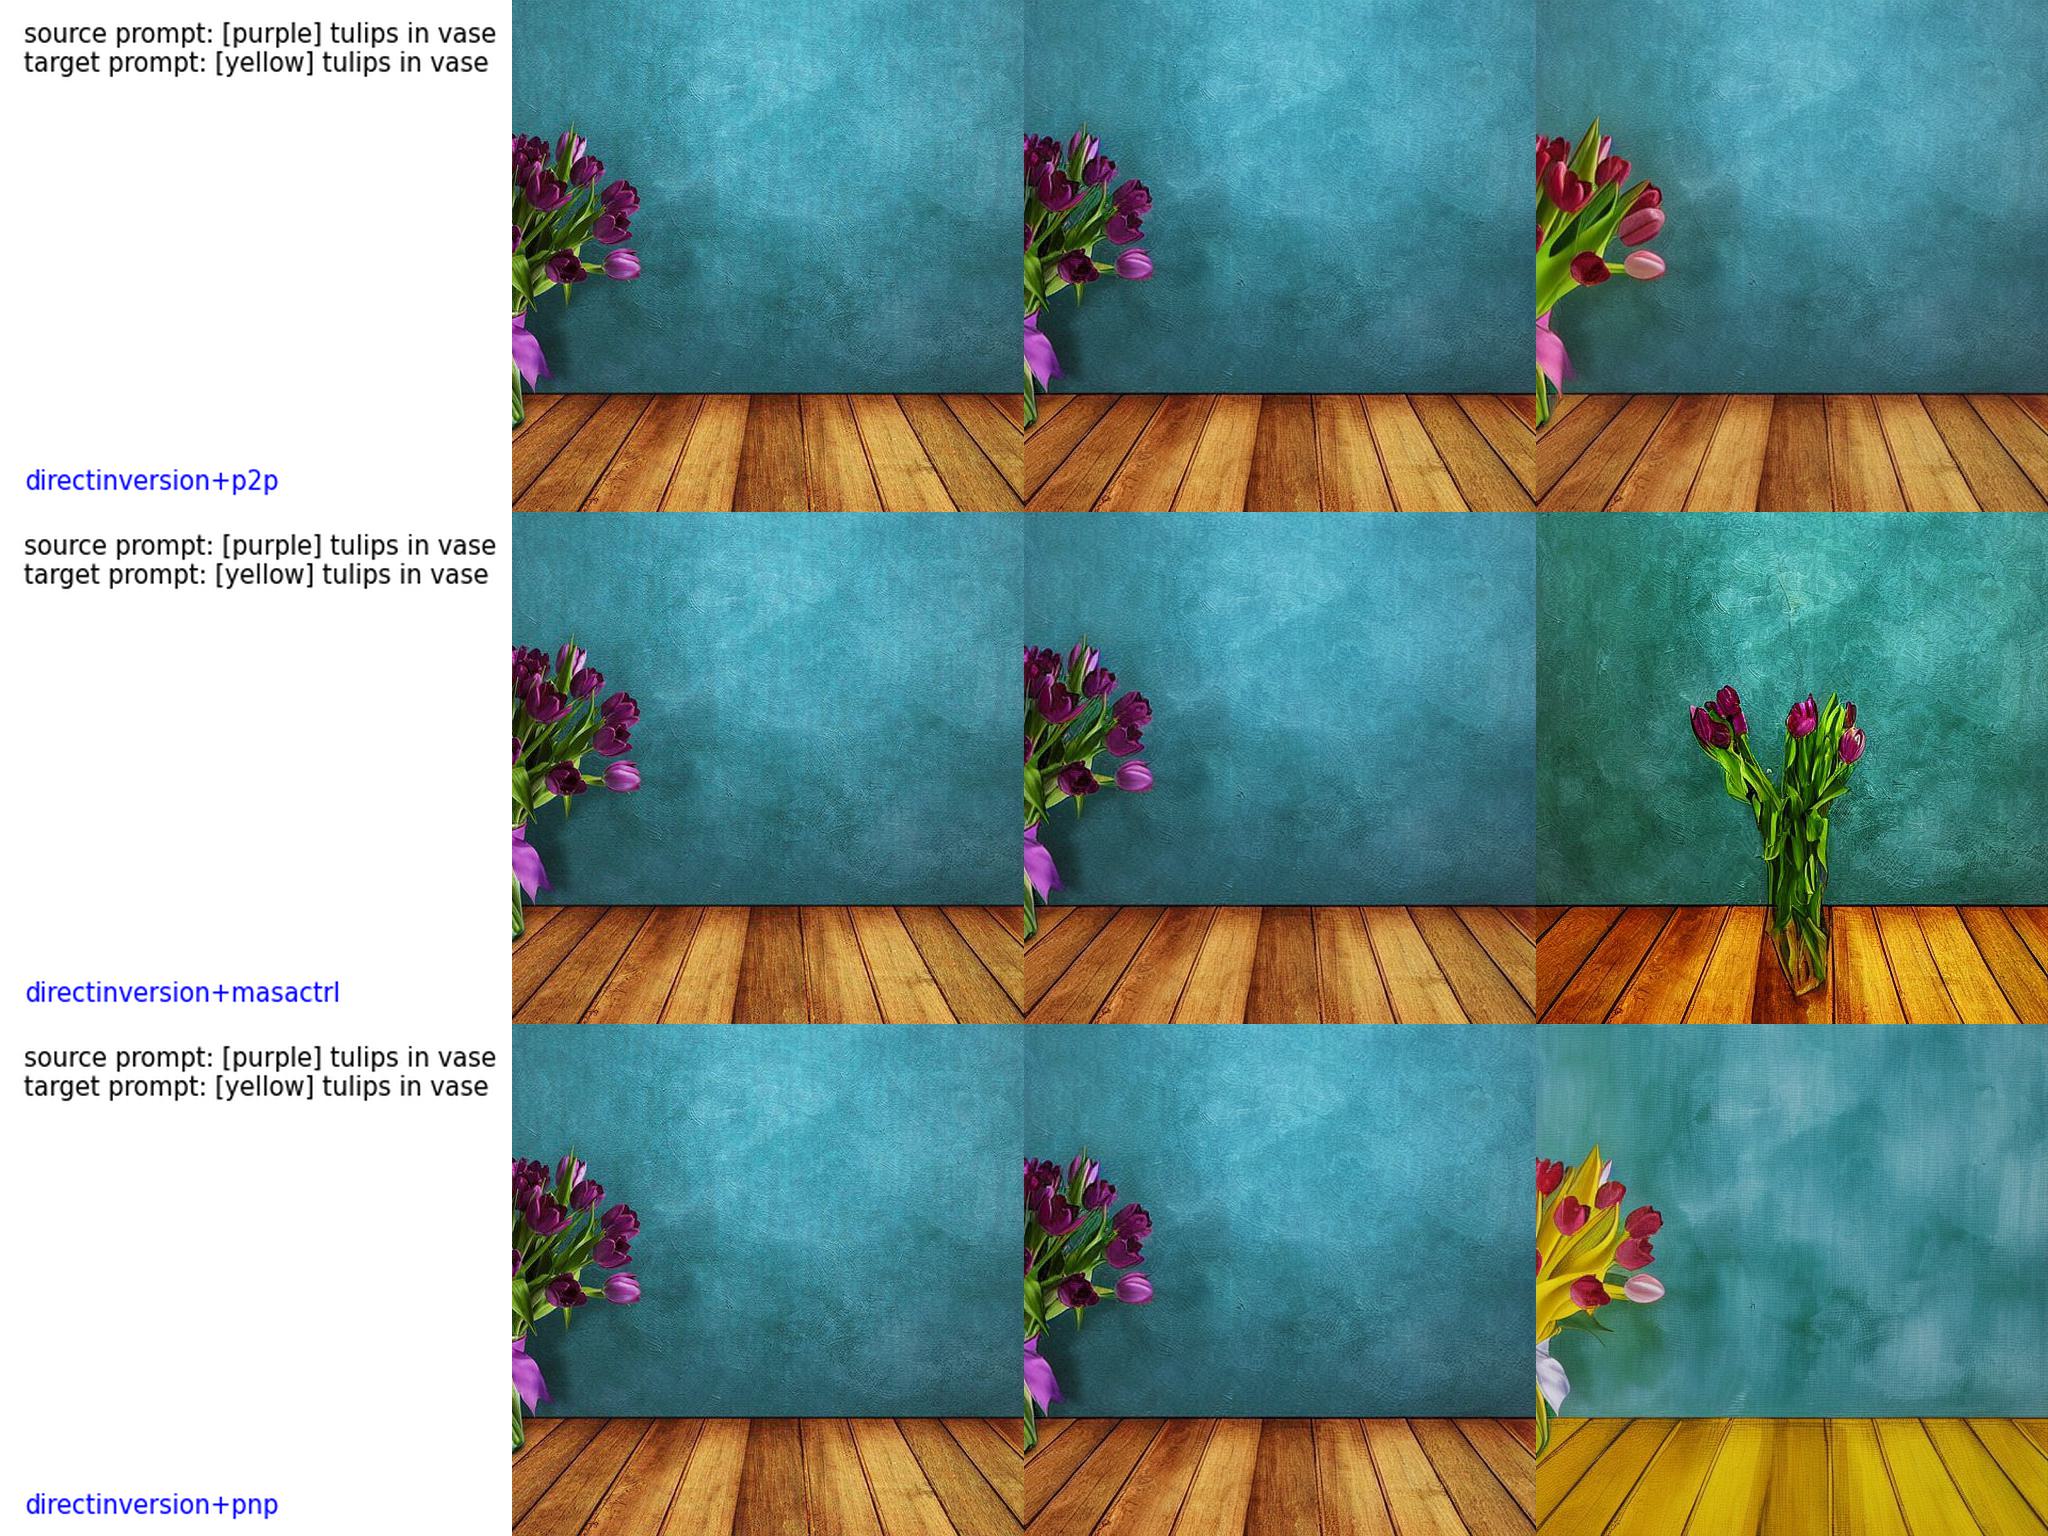 source prompt: [purple] tulips in vase
target prompt: [yellow] tulips in vase
directinversion+p2p
source prompt: [purple] tulips in vase
target prompt: [yellow] tulips in vase
directinversion+masactrl
source prompt: [purple] tulips in vase
target prompt: [yellow] tulips in vase
directinversion+pnp